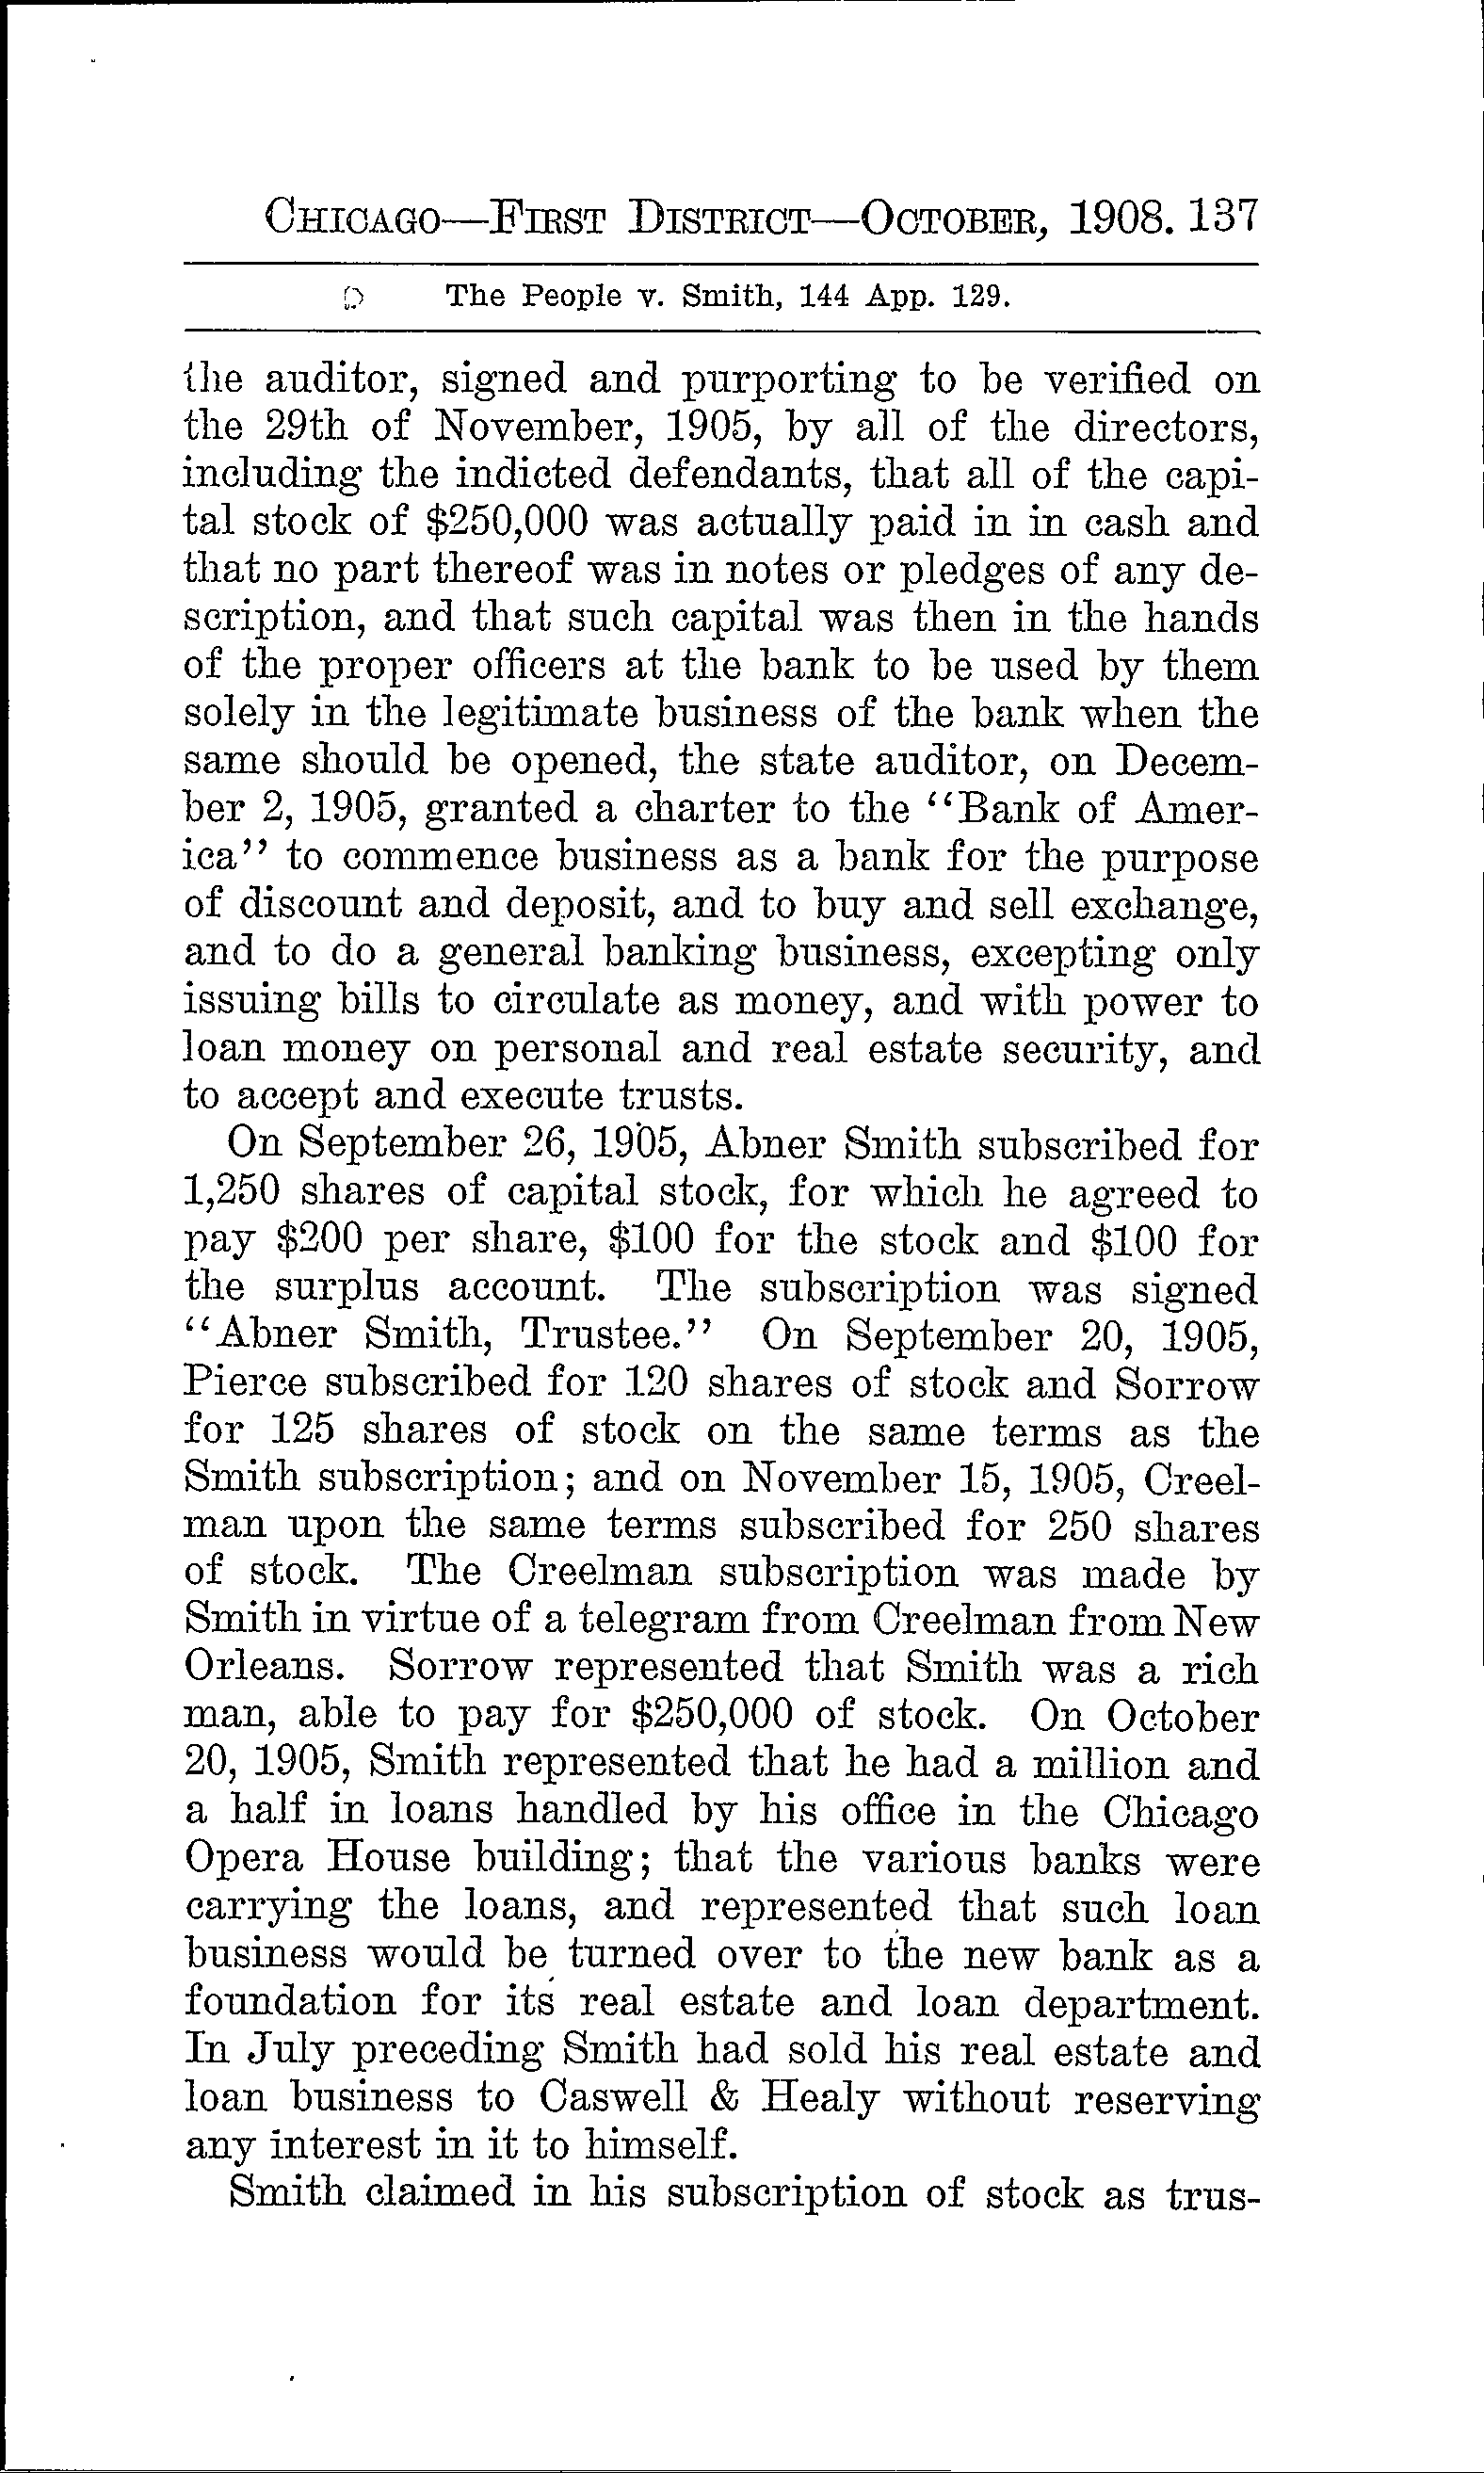 CHICAGO—FIRST DISTRICT—OCTOBER, 1908. 137
The People v. Smith, 144 App. 129.
the auditor, signed and purporting to be verified on
the 29th of November, 1905, by all of the directors,
including the indicted defendants, that all of the capi-
tal stock of $250,000 was actually paid in in cash and
that no part thereof was in notes or pledges of any de-
scription, and that such capital was then in the hands
of the proper officers at the bank to be used by them
solely in the legitimate business of the bank when the
same should be opened, the state auditor, on Decem-
ber 2, 1905, granted a charter to the ‘‘Bank of Amer-
ica’’ to commence business as a bank for the purpose
of discount and deposit, and to buy and sell exchange,
and to do a general banking business, excepting only
issuing bills to circulate as money, and with power to
loan money on personal and real estate security, and
to accept and execute trusts.
On September 26, 1905, Abner Smith subscribed for
1,250 shares of capital stock, for which he agreed to
pay $200 per share, $100 for the stock and $100 for
the surplus account. The subscription was signed
‘‘Abner Smith, Trustee.’’ On September 20, 1905,
Pierce subscribed for 120 shares of stock and Sorrow
for 125 shares of stock on the same terms as the
Smith subscription; and on November 15, 1905, Creel-
man upon the same terms subscribed for 250 shares
of stock. The Creelman subscription was made by
Smith in virtue of a telegram from Creelman from New
Orleans. Sorrow represented that Smith was a rich
man, able to pay for $250,000 of stock. On October
20, 1905, Smith represented that he had a million and
a half in loans handled by his office in the Chicago
Opera House building; that the various banks were
carrying the loans, and represented that such loan
business would be turned over to the new bank as a
foundation for its real estate and loan department.
In July preceding Smith had sold his real estate and
loan business to Caswell & Healy without reserving
any interest in it to himself.
Smith claimed in his subscription of stock as trus-